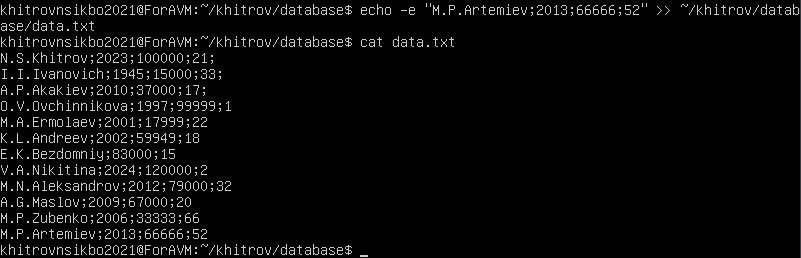 khitrovnsikbo2021@ForAVM:~/khitrov/database$ echo -e "M.P.Artemiev;2013;66666;52" >> ~/khitrov/datab
ase/data.txt
khitrovnsikbo2021@ForAVM:~/khitrov/database$ cat data.txt
N.S.Khitrov;2023;100000;21;
I.I.Ivanovich;1945;15000;33;
A.P.Akakiev;2010;37000;17;
O.V.Ovchinnikova;1997;99999;1
M.A.Ermolaev;2001;17999;22
K.L.Andreev;2002;59949;18
E.K.Bezdomniy;83000;15
V.A.Nikitina;2024;120000;2
M.N.Aleksandrov;2012;79000;32
A.G.Maslov;2009;67000;20
M.P.Zubenko;2006;33333;66
M.P.Artemiev;2013;66666;52
khitrovnsikbo2021@ForAVM:~/khitrov/database$ _